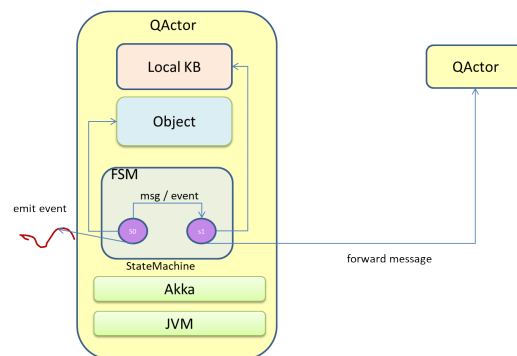 QActor
Local KB
QActor
Object
FSM
msg / event
emit event
S0
s1
StateMachine
forward message
Akka
JVM